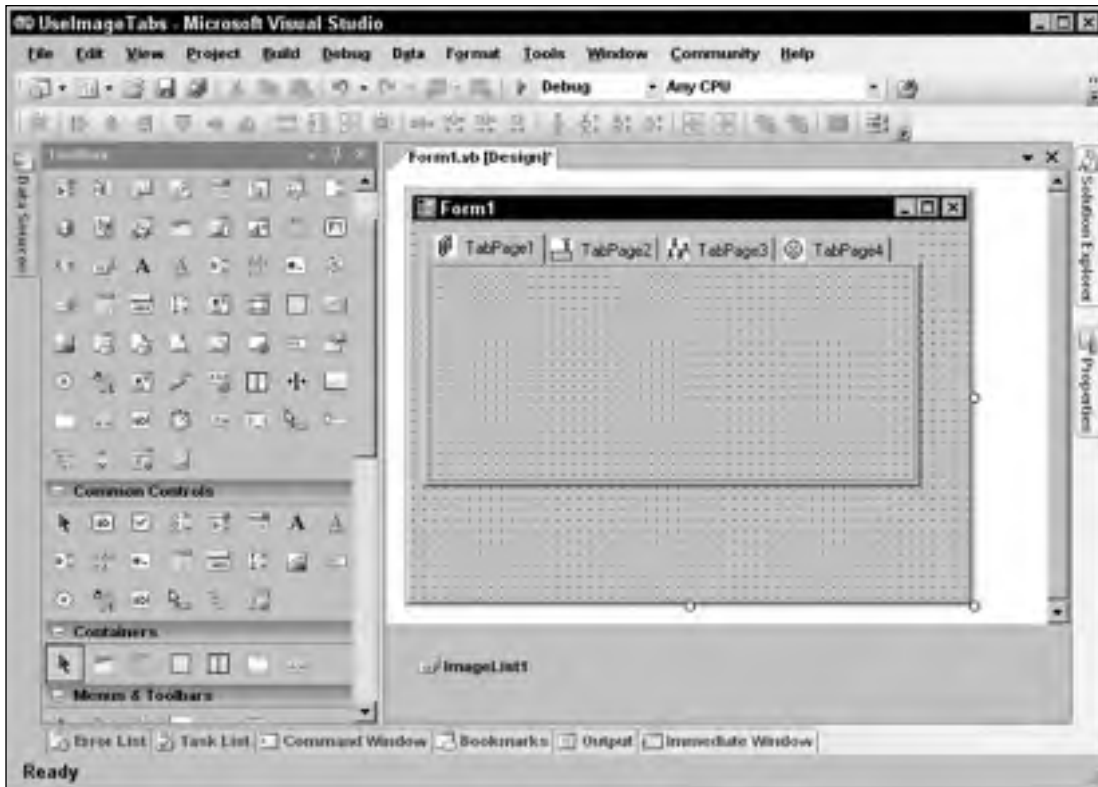 UseImageTabs - Microsoft Visual Studio
File Edit View Project Build Debug Data Format Tools Window Community Help
Debug Any CPU
Toolbox
Form1.vb [Design]*
Data Sources
Form1
TabPage1 TabPage2 TabPage3 TabPage4
Solution Explorer
Properties
Common Controls
Containers
Menus & Toolbars
ImageList1
Error List Task List Command Window Bookmarks Output Immediate Window
Ready